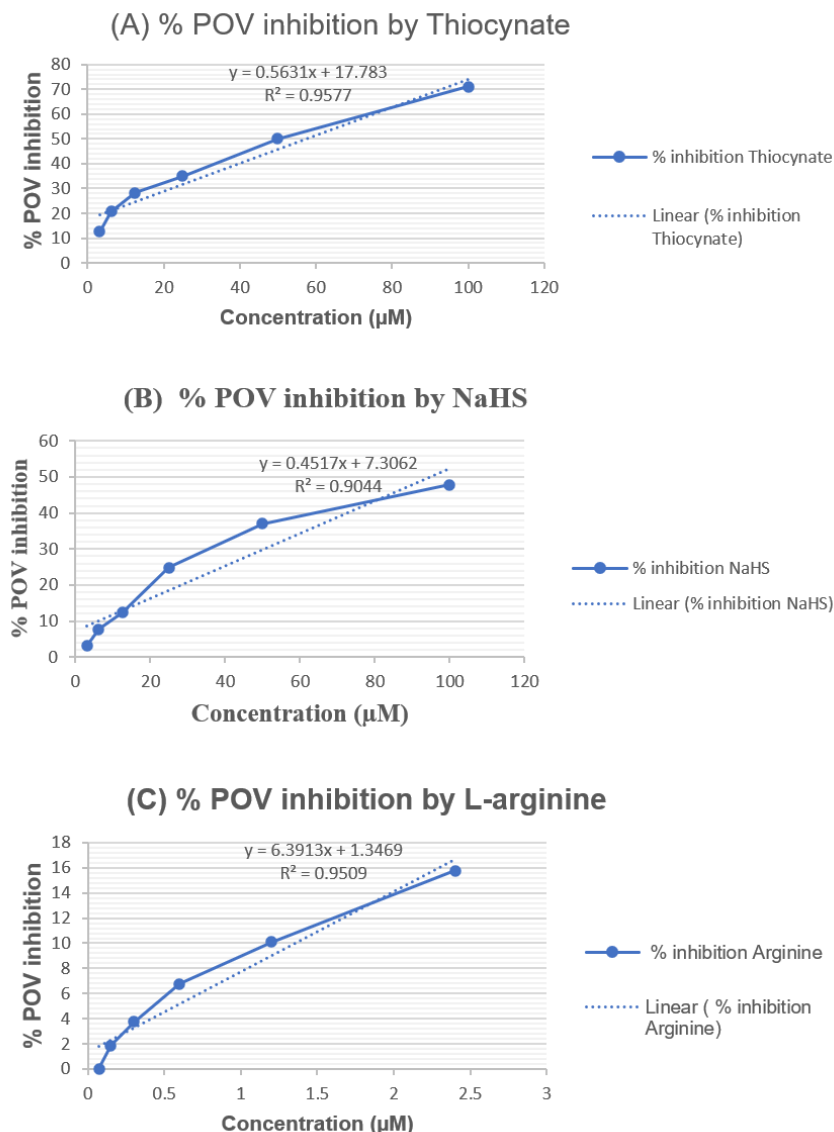 (A) % POV inhibition by Thiocynate
80
70
60
50
40
30
20
10
0
y = 0.5631x + 17.783
R² = 0.9577
0 20 40 60 80 100 120
% POV inhibition
Concentration (µM)
% inhibition Thiocynate
Linear (% inhibition
Thiocynate)
(B) % POV inhibition by NaHS
60
50
40
30
20
10
0
y = 0.4517x + 7.3062
R² = 0.9044
0 20 40 60 80 100 120
% POV inhibition
Concentration (µM)
% inhibition NaHS
Linear (% inhibition NaHS)
(C) % POV inhibition by L-arginine
18
16
14
12
10
8
6
4
2
0
y = 6.3913x + 1.3469
R² = 0.9509
0 0.5 1 1.5 2 2.5 3
% POV inhibition
Concentration (µM)
% inhibition Arginine
Linear ( % inhibition
Arginine)